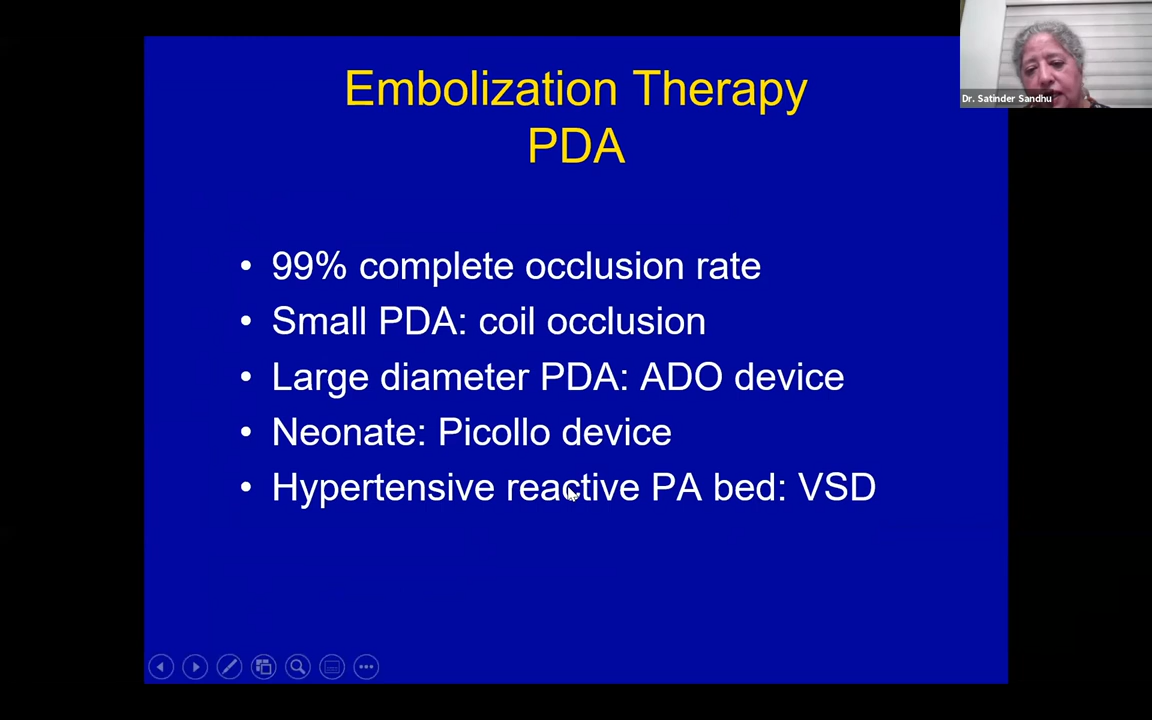 Embolization Therapy
PDA
• 99% complete occlusion rate
• Small PDA: coil occlusion
• Large diameter PDA: ADO device
• Neonate: Picollo device
• Hypertensive reactive PA bed: VSD
Dr. Satinder Sandhu